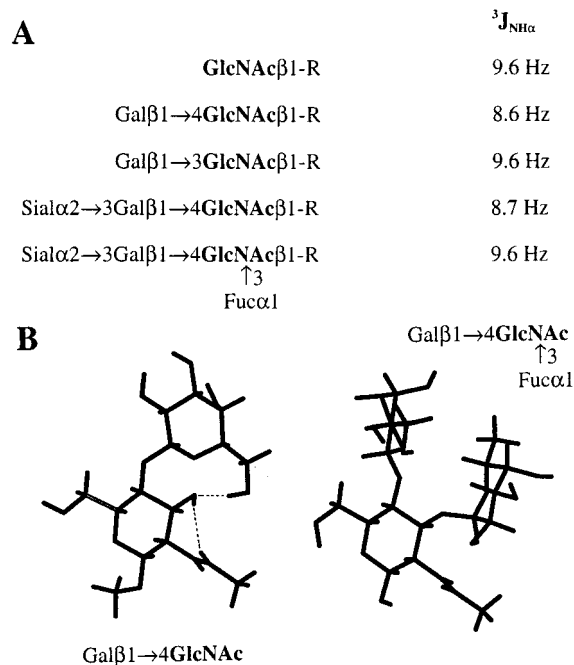 A
³J_NHα
GlcNAcβ1-R 9.6 Hz
Galβ1→4GlcNAcβ1-R 8.6 Hz
Galβ1→3GlcNAcβ1-R 9.6 Hz
Sialα2→3Galβ1→4GlcNAcβ1-R 8.7 Hz
Sialα2→3Galβ1→4GlcNAcβ1-R 9.6 Hz
↑3
Fucα1
B
Galβ1→4GlcNAc
↑3
Fucα1
Galβ1→4GlcNAc